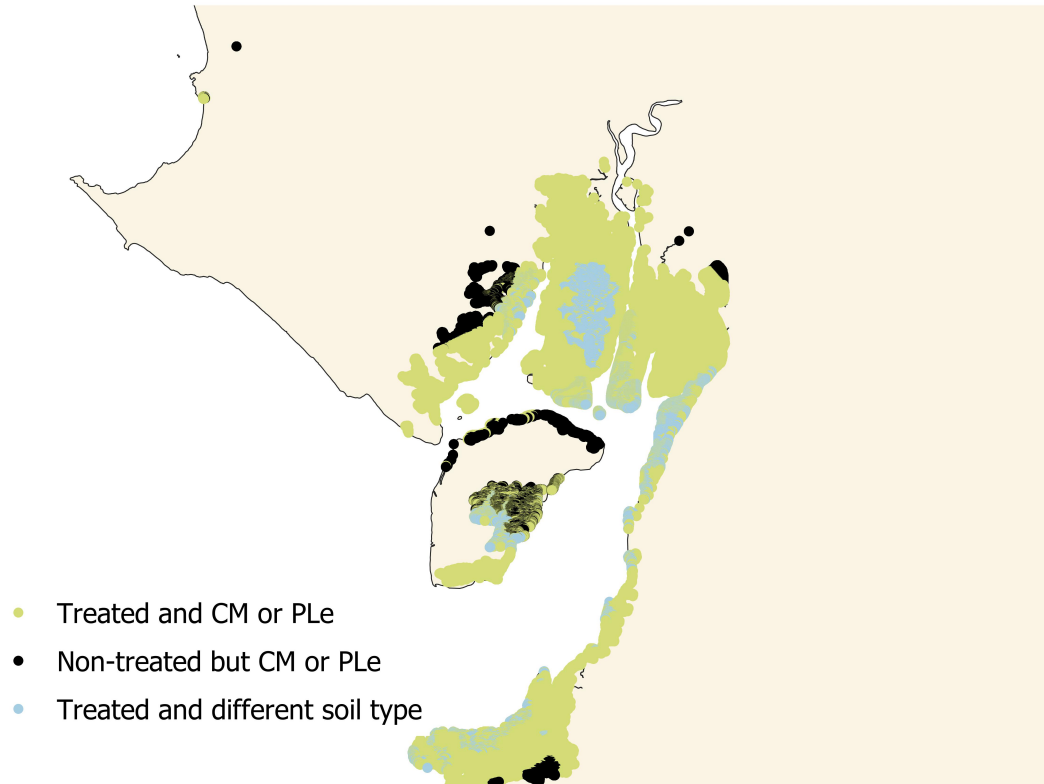 Treated and CM or PLe
Non-treated but CM or PLe
Treated and different soil type